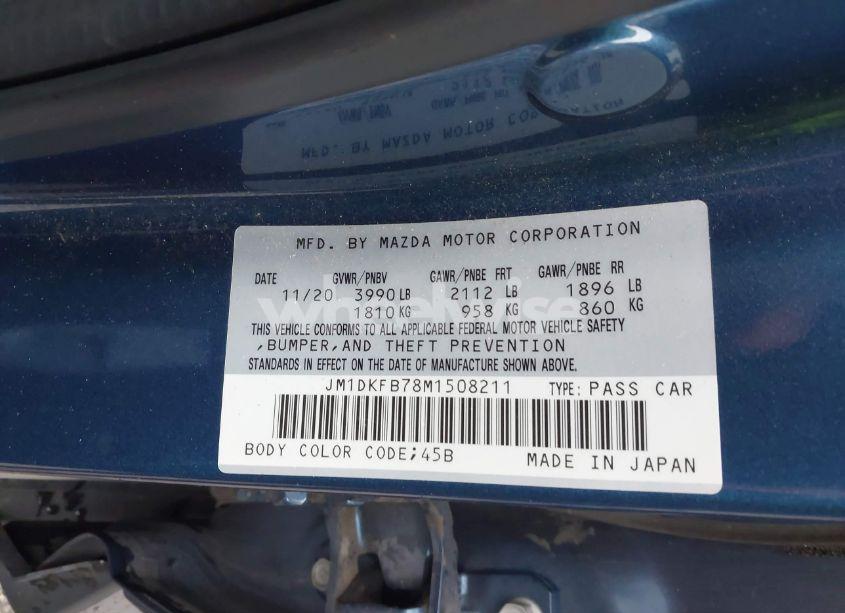 MFD. BY MAZDA MOTOR CORPORATION
DATE GVWR/PNBV GAWR/PNBE FRT GAWR/PNBE RR
11/20 3990 LB 2112 LB 1896 LB
1810 KG 958 KG 860 KG
THIS VEHICLE CONFORMS TO ALL APPLICABLE FEDERAL MOTOR VEHICLE SAFETY
,BUMPER,AND THEFT PREVENTION
STANDARDS IN EFFECT ON THE DATE OF MANUFACTURE SHOWN ABOVE.
JM1DKFB78M1508211 TYPE: PASS CAR
BODY COLOR CODE;45B MADE IN JAPAN